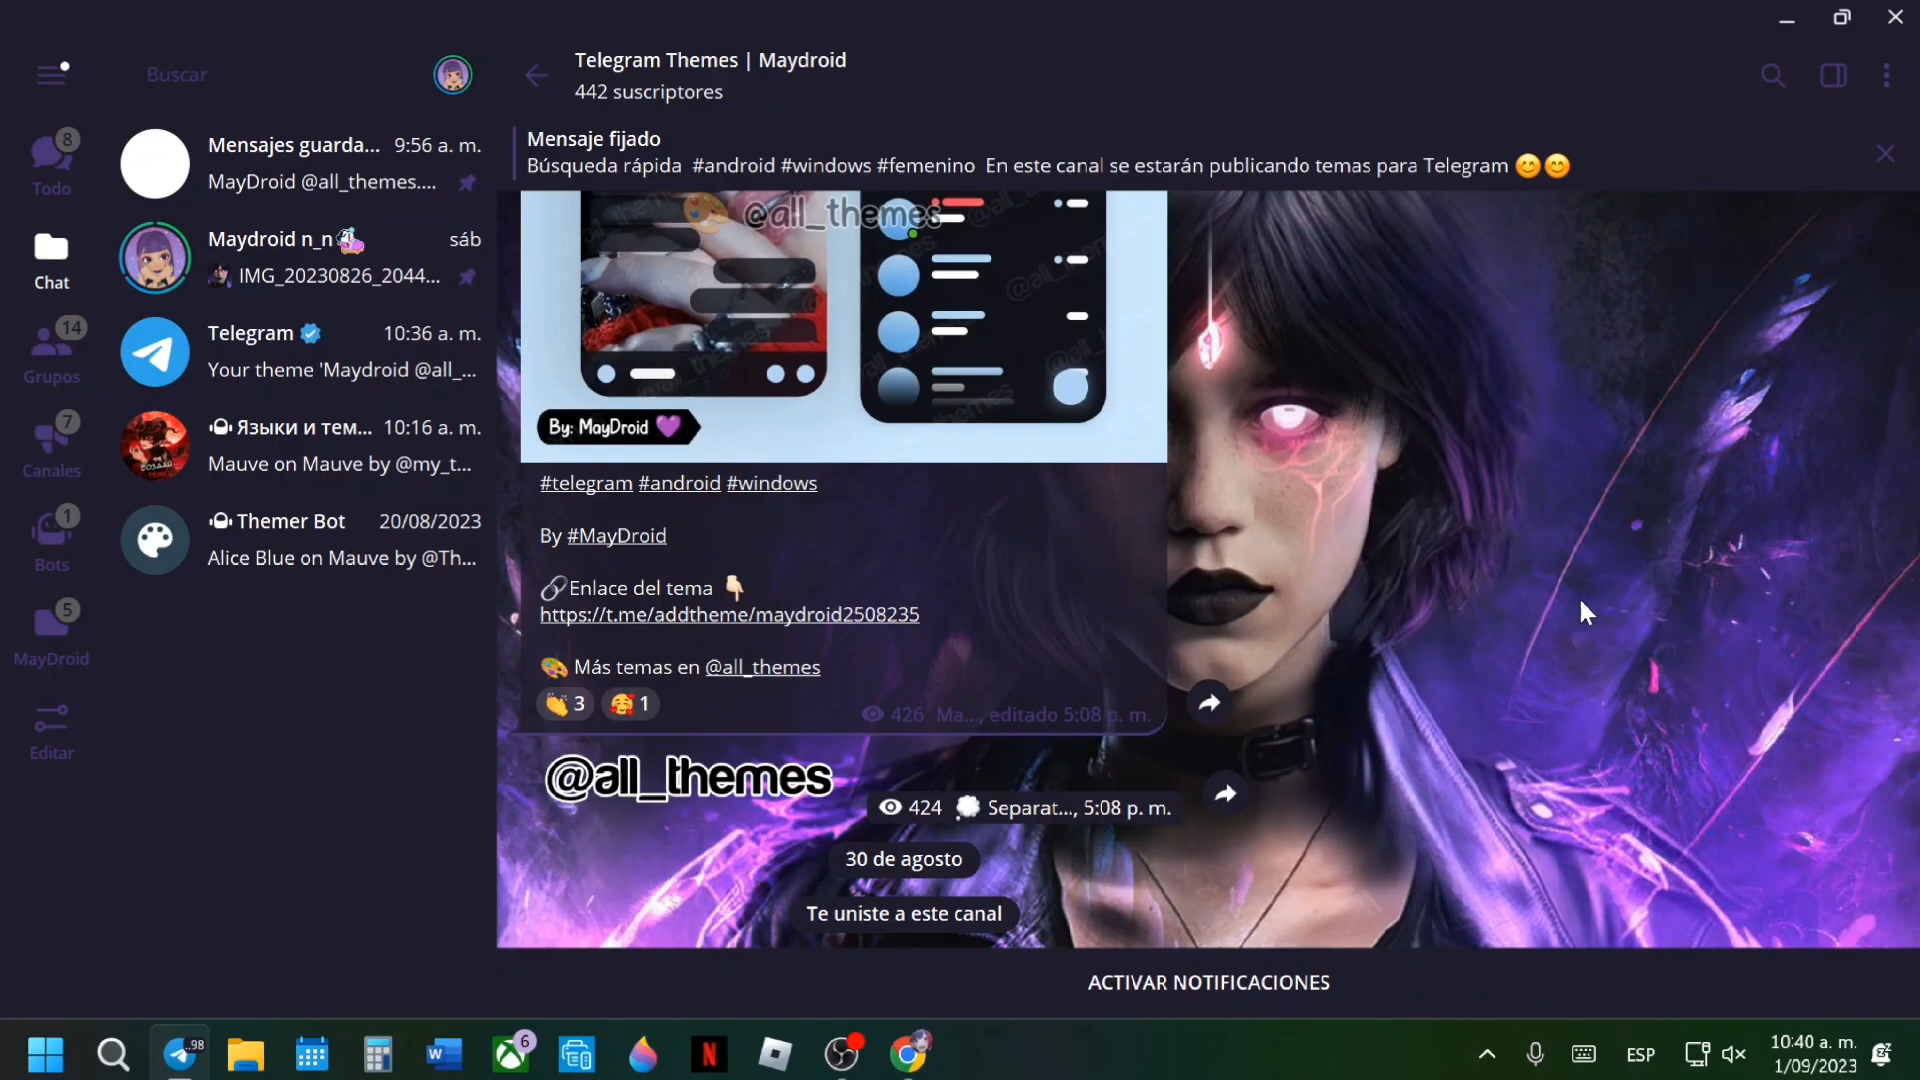 Buscar
Telegram Themes | Maydroid
442 suscriptores
8
Todo
Chat
14
Grupos
7
Canales
1
Bots
5
MayDroid
Editar
Mensajes guarda... 9:56 a. m.
MayDroid @all_themes....
Maydroid n_n sáb
IMG_20230826_2044...
Telegram 10:36 a. m.
Your theme 'Maydroid @all_...
Языки и тем... 10:16 a. m.
Mauve on Mauve by @my_t...
СОЗДАЙ
Themer Bot 20/08/2023
Alice Blue on Mauve by @Th...
Mensaje fijado
Búsqueda rápida #android #windows #femenino En este canal se estarán publicando temas para Telegram 😊😊
@all_themes
By: MayDroid 💜
#telegram #android #windows
By #MayDroid
🔗Enlace del tema 👇🏻
https://t.me/addtheme/maydroid2508235
🎨 Más temas en @all_themes
👏 3 🥰 1
426 Ma..., editado 5:08 p. m.
@all_themes
424 💭 Separat..., 5:08 p. m.
30 de agosto
Te uniste a este canal
ACTIVAR NOTIFICACIONES
..98
W
6
N
ESP
10:40 a. m.
1/09/2023